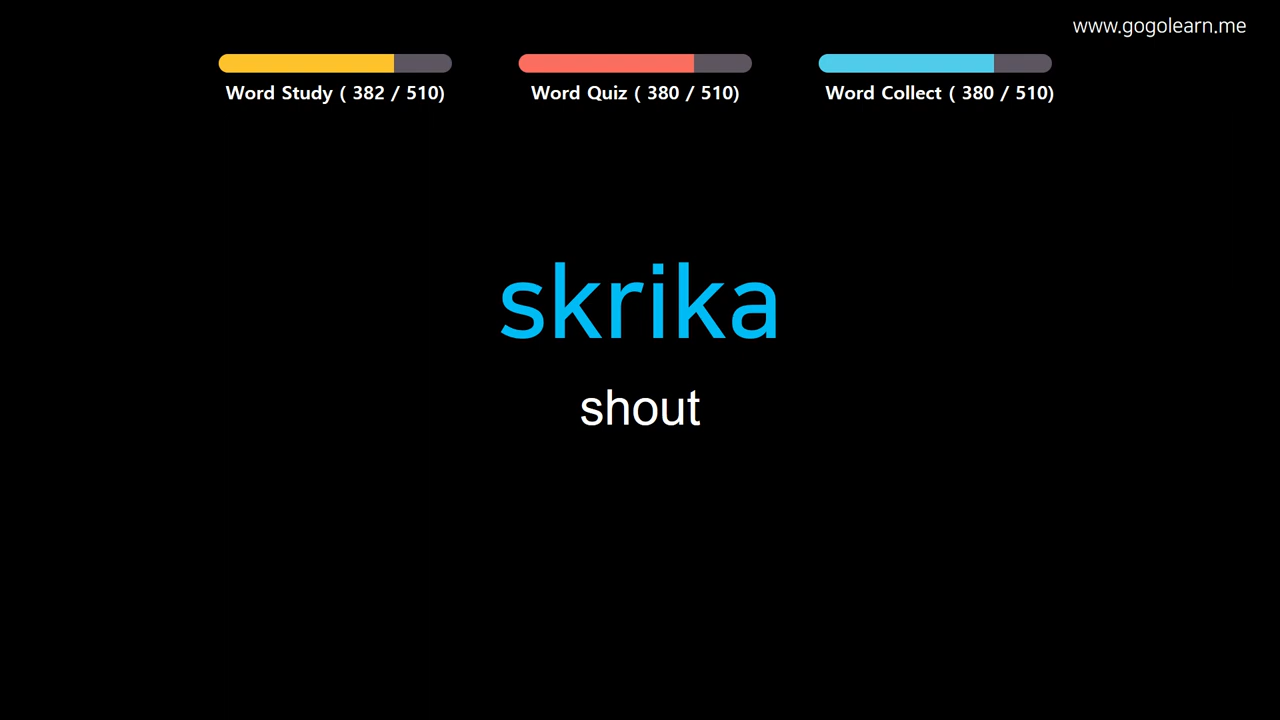 www.gogolearn.me
Word Study ( 382 / 510)
Word Quiz ( 380 / 510)
Word Collect ( 380 / 510)
skrika
shout